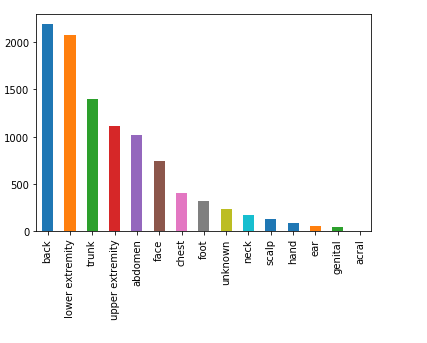 2000
1500
1000
500
0
back
lower extremity
trunk
upper extremity
abdomen
face
chest
foot
unknown
neck
scalp
hand
ear
genital
acral